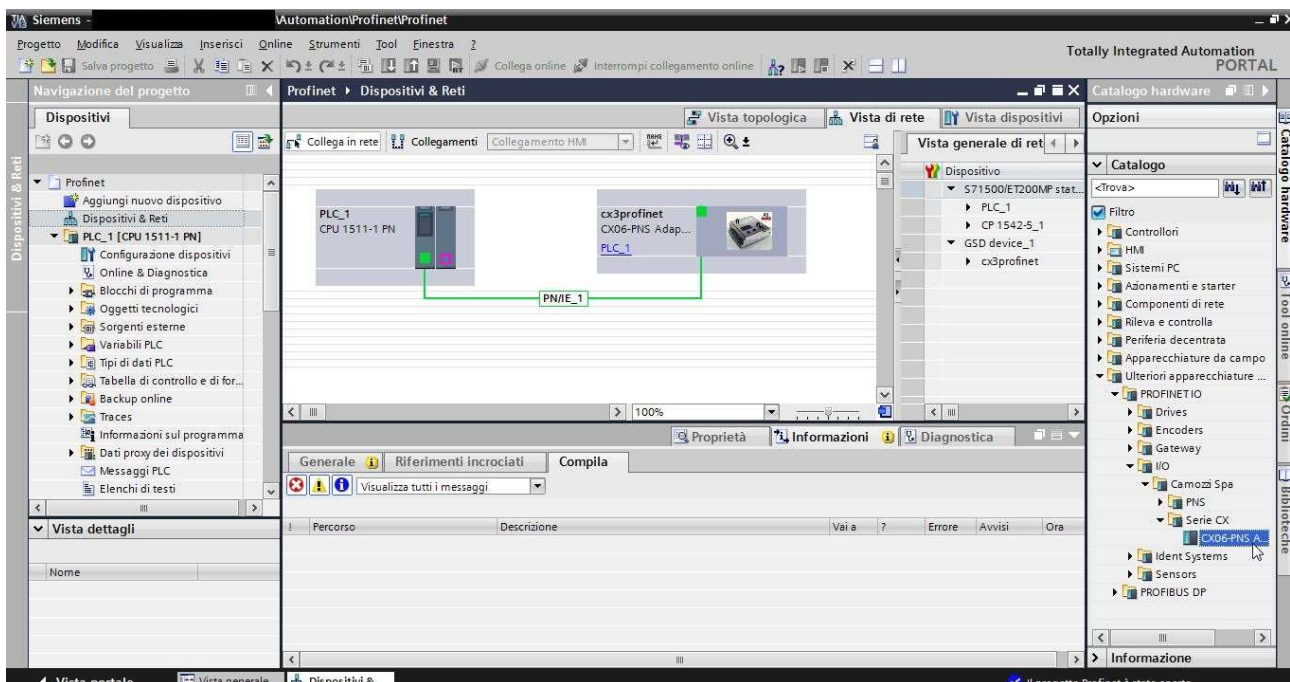 Siemens -
\Automation\Profinet\Profinet
Progetto Modifica Visualizza Inserisci Online Strumenti Tool Finestra ?
Totally Integrated Automation
PORTAL
Salva progetto
Collega online
Interrompi collegamento online
Navigazione del progetto
Dispositivi
Dispositivi & Reti
Profinet
Aggiungi nuovo dispositivo
Dispositivi & Reti
PLC_1 [CPU 1511-1 PN]
Configurazione dispositivi
Online & Diagnostica
Blocchi di programma
Oggetti tecnologici
Sorgenti esterne
Variabili PLC
Tipi di dati PLC
Tabella di controllo e di for...
Backup online
Traces
Informazioni sul programma
Dati proxy dei dispositivi
Messaggi PLC
Elenchi di testi
Vista dettagli
Nome
Profinet Dispositivi & Reti
Vista topologica
Vista di rete
Vista dispositivi
Collega in rete
Collegamenti
Collegamento HMI
PLC_1
CPU 1511-1 PN
cx3profinet
CX06-PNS Adap...
PLC_1
PN/IE_1
100%
Vista generale di ret
Dispositivo
S71500/ET200MP stat...
PLC_1
CP 1542-5_1
GSD device_1
cx3profinet
Proprietà
Informazioni
Diagnostica
Generale
Riferimenti incrociati
Compila
Visualizza tutti i messaggi
! Percorso Descrizione Vai a ? Errore Avvisi Ora
Catalogo hardware
Opzioni
Catalogo
<Trova>
Filtro
Controllori
HMI
Sistemi PC
Azionamenti e starter
Componenti di rete
Rileva e controlla
Periferia decentrata
Apparecchiature da campo
Ulteriori apparecchiature ...
PROFINET IO
Drives
Encoders
Gateway
I/O
Camozzi Spa
PNS
Serie CX
CX06-PNS A...
Ident Systems
Sensors
PROFIBUS DP
Informazione
Catalogo hardware
Tool online
Ordini
Biblioteche
Vista portale
Vista generale
Dispositivi &
Il progetto Profinet è stato aperto.